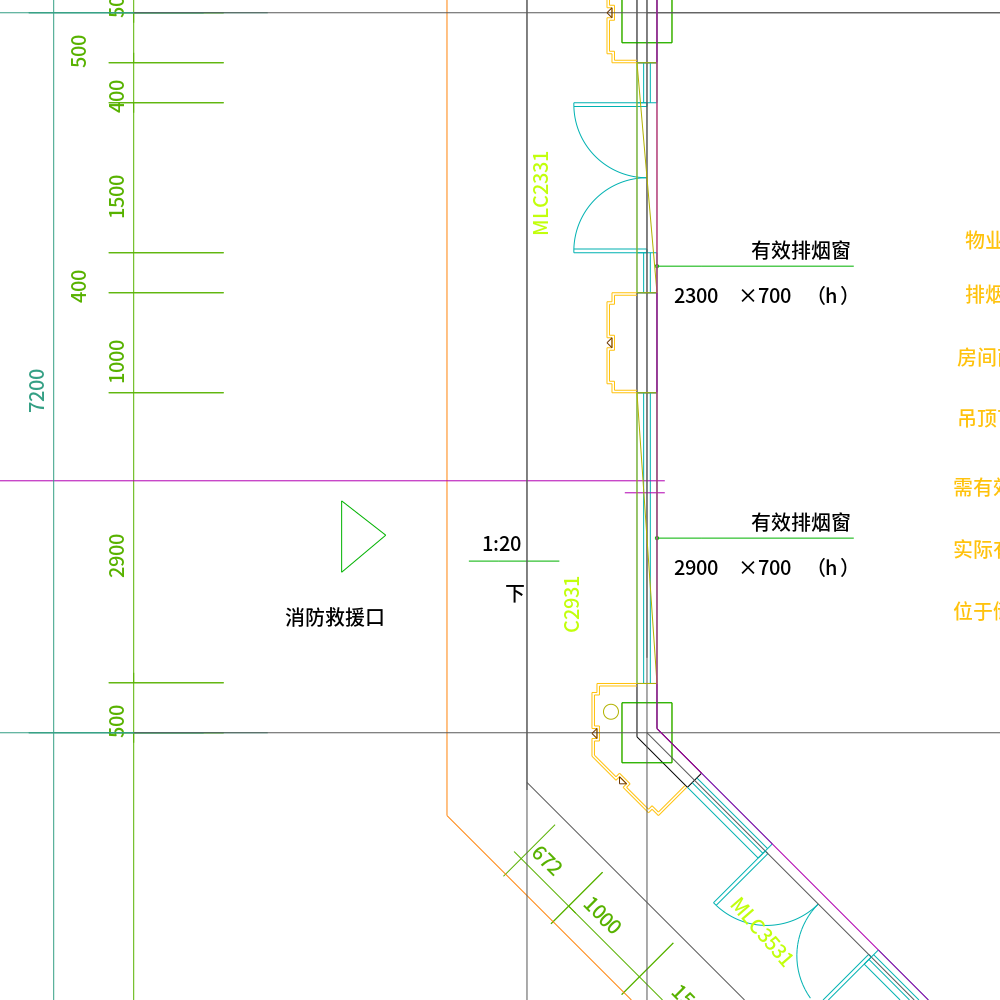 500
400
MLC2331
1500
有效排烟窗
物业
400
2300 ×700 （h）
排烟
1000
房间
7200
吊顶
需有
有效排烟窗
1:20
2900
实际
2900 ×700 （h）
下
C2931
消防救援口
位于
500
672
1000
MLC3531